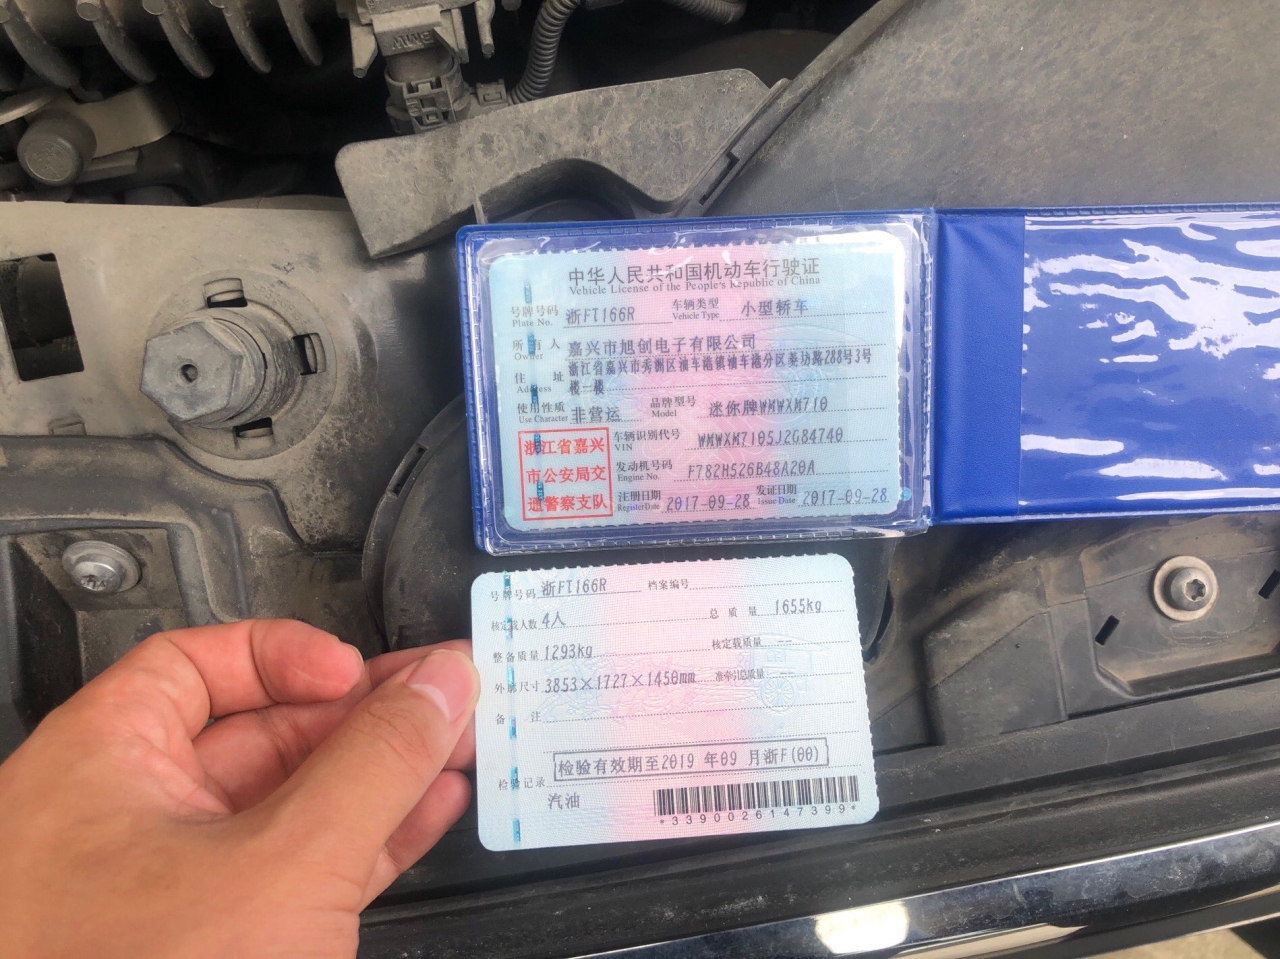 中华人民共和国机动车行驶证
Vehicle License of the People's Republic of China
号牌号码 浙FT166R 车辆类型 小型轿车
Plate No. Vehicle Type
所有人 嘉兴市旭创电子有限公司
Owner
住址 浙江省嘉兴市秀洲区油车港镇油车港分区菱功路288号3号
Address 楼一楼
使用性质 非营运 品牌型号 迷你牌WMWXM710
Use Character Model
浙江省嘉兴
市公安局交
通警察支队
车辆识别代号 WMWXM7105J2G84740
VIN
发动机号码 F782H526B48A20A
Engine No.
注册日期 2017-09-28 发证日期 2017-09-28
Register Date Issue Date
号牌号码 浙FT166R 档案编号
核定载人数 4人 总质量 1655kg
整备质量 1293kg 核定载质量 --
外廓尺寸 3853×1727×1450mm 准牵引总质量
备注
检验记录 检验有效期至2019 年09 月浙F(00)
汽油
*3390026147399*